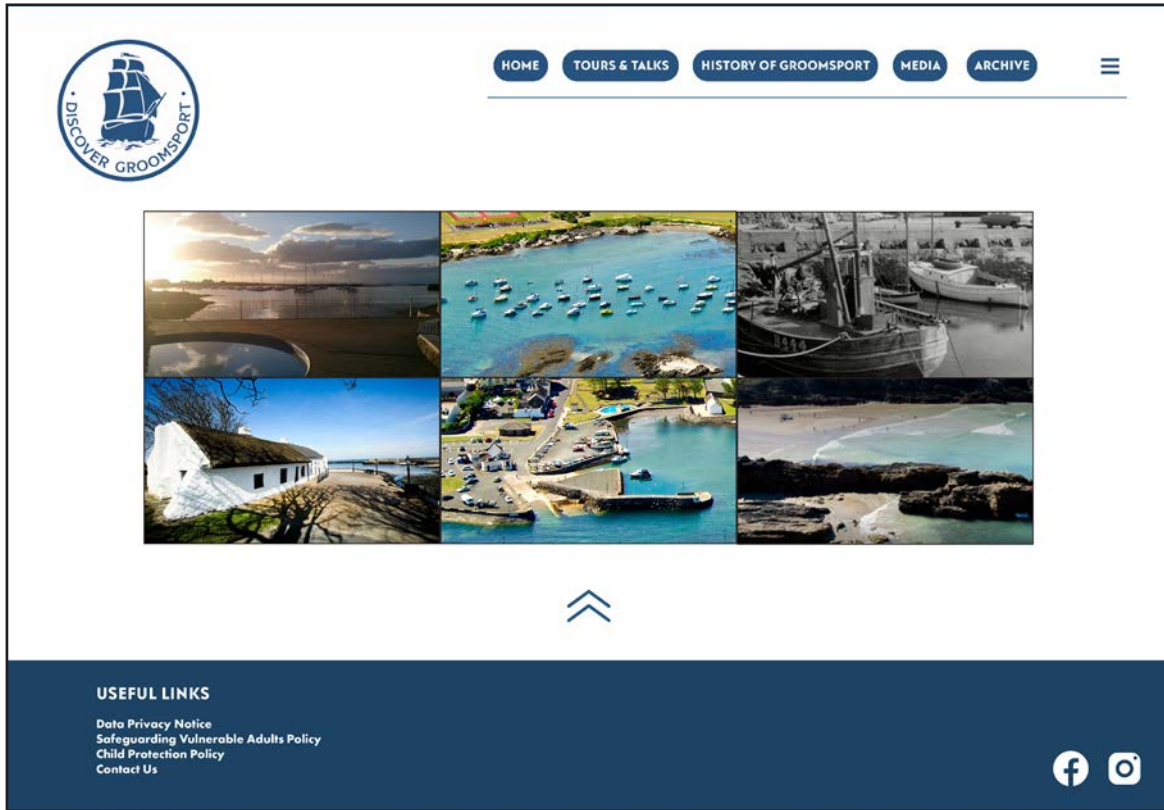 DISCOVER GROOMSPORT
HOME
TOURS & TALKS
HISTORY OF GROOMSPORT
MEDIA
ARCHIVE
B444
USEFUL LINKS
Data Privacy Notice
Safeguarding Vulnerable Adults Policy
Child Protection Policy
Contact Us